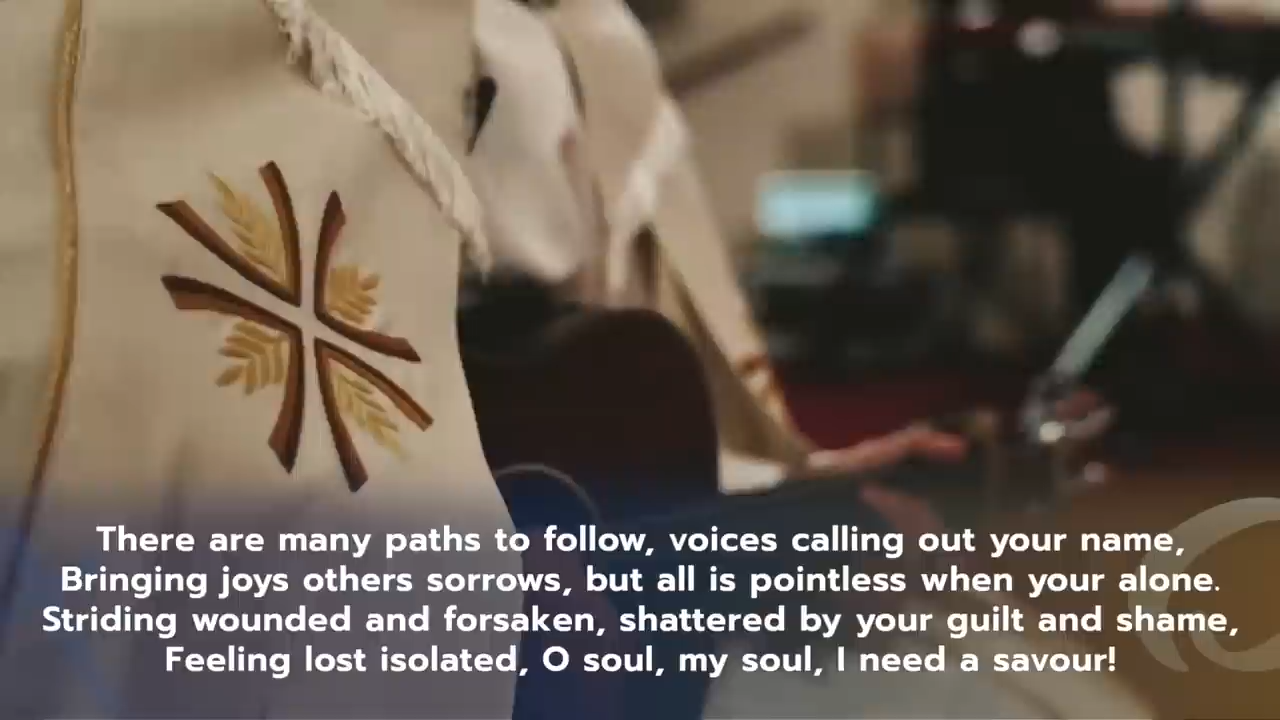 There are many paths to follow, voices calling out your name,
Bringing joys others sorrows, but all is pointless when your alone.
Striding wounded and forsaken, shattered by your guilt and shame,
Feeling lost isolated, O soul, my soul, I need a savour!